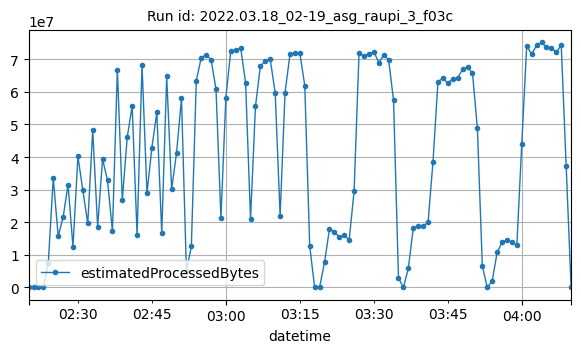 Run id: 2022.03.18_02-19_asg_raupi_3_f03c
1e7
7
6
5
4
3
2
1
0
estimatedProcessedBytes
02:30 02:45 03:00 03:15 03:30 03:45 04:00
datetime